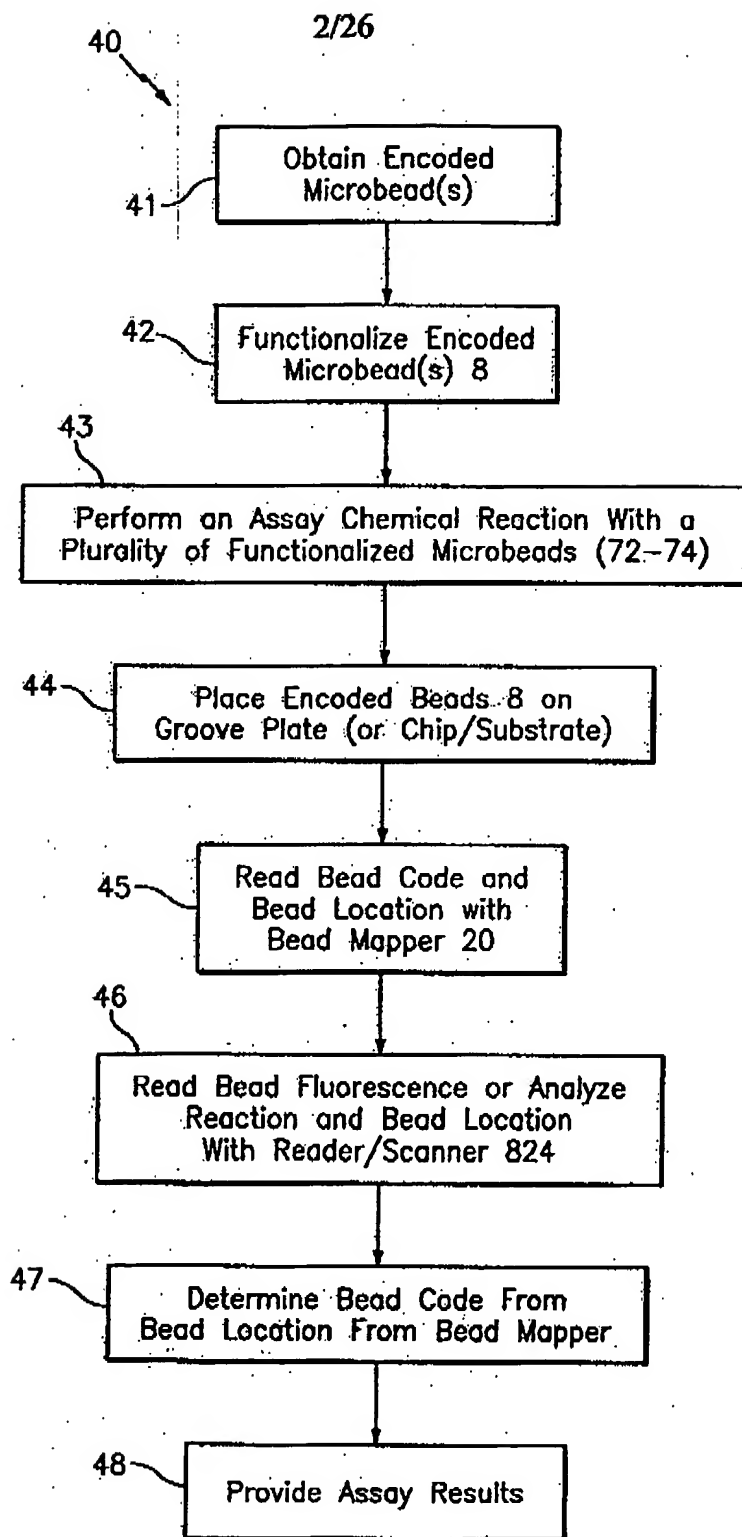 2/26
40
Obtain Encoded
Microbead(s)
41
42
Functionalize Encoded
Microbead(s) 8
43
Perform an Assay Chemical Reaction With a
Plurality of Functionalized Microbeads (72-74)
44
Place Encoded Beads 8 on
Groove Plate (or Chip/Substrate)
45
Read Bead Code and
Bead Location with
Bead Mapper 20
46
Read Bead Fluorescence or Analyze
Reaction and Bead Location
With Reader/Scanner 824
47
Determine Bead Code From
Bead Location From Bead Mapper
48
Provide Assay Results